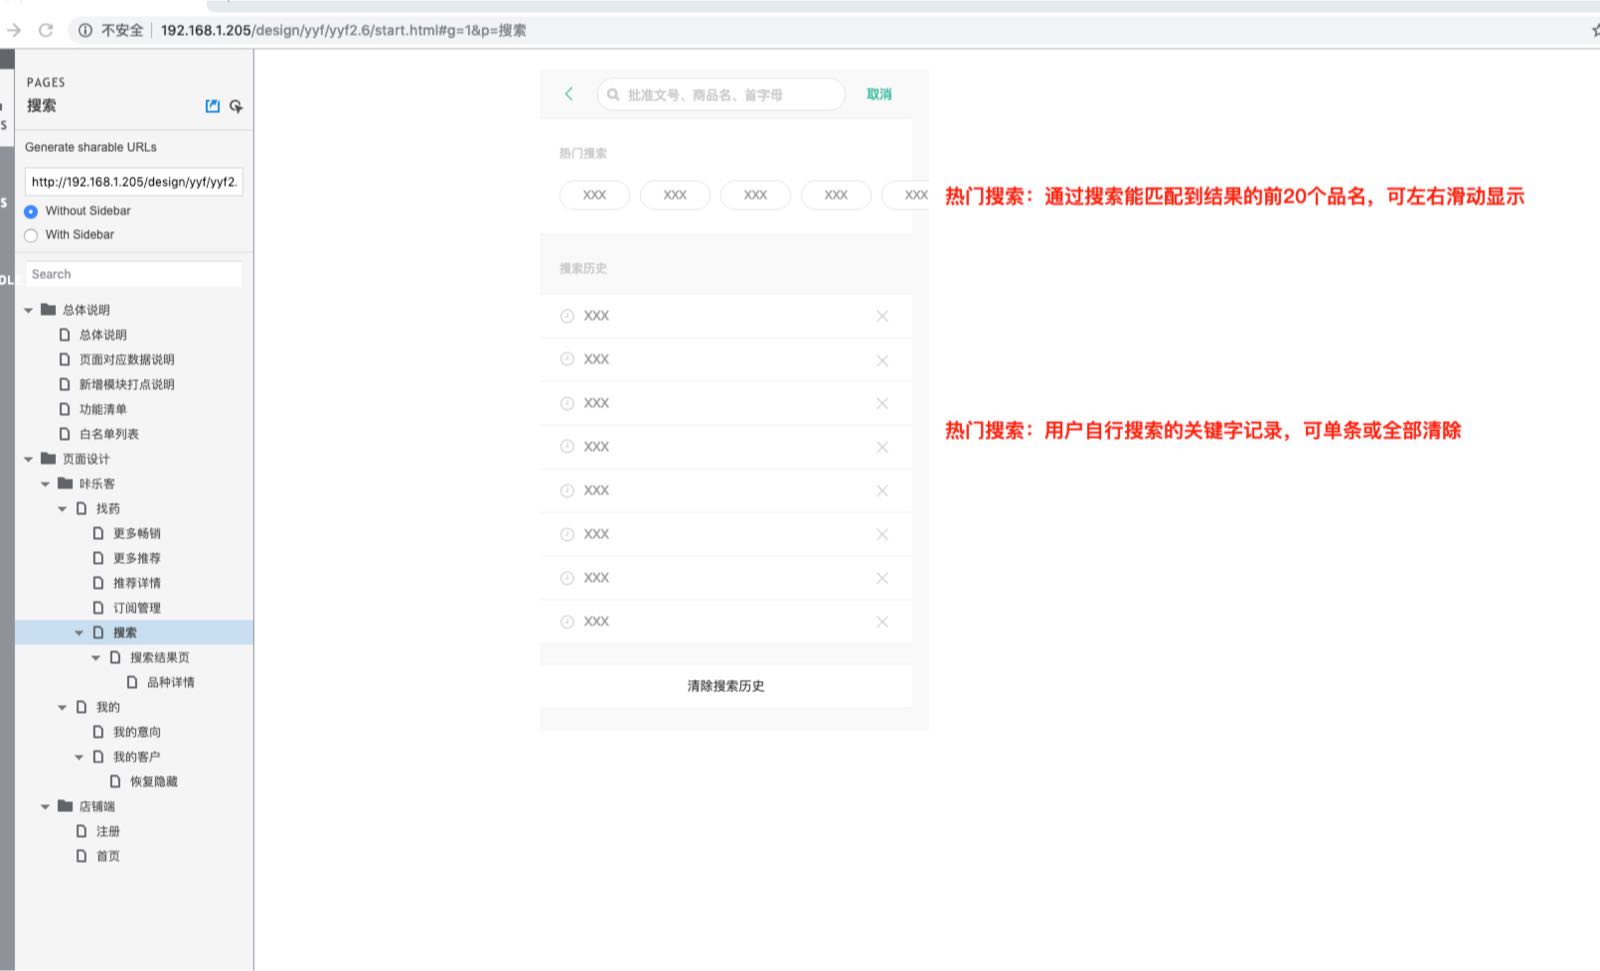 不安全 192.168.1.205/design/yyf/yyf2.6/start.html#g=1&p=搜索
PAGES
搜索
Generate sharable URLs
http://192.168.1.205/design/yyf/yyf2.
Without Sidebar
With Sidebar
Search
总体说明
总体说明
页面对应数据说明
新增模块打点说明
功能清单
白名单列表
页面设计
咔乐客
找药
更多畅销
更多推荐
推荐详情
订阅管理
搜索
搜索结果页
品种详情
我的
我的意向
我的客户
恢复隐藏
店铺端
注册
首页
批准文号、商品名、首字母 取消
热门搜索
XXX XXX XXX XXX XXX
热门搜索：通过搜索能匹配到结果的前20个品名，可左右滑动显示
搜索历史
XXX
XXX
XXX
热门搜索：用户自行搜索的关键字记录，可单条或全部清除
XXX
XXX
XXX
XXX
XXX
清除搜索历史